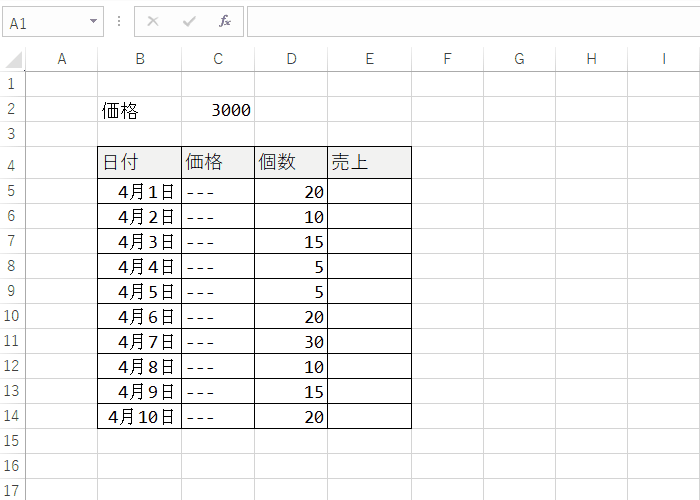 A1 fx
A B C D E F G H I
1
2 価格 3000
3
4 日付 価格 個数 売上
5 4月1日 --- 20
6 4月2日 --- 10
7 4月3日 --- 15
8 4月4日 --- 5
9 4月5日 --- 5
10 4月6日 --- 20
11 4月7日 --- 30
12 4月8日 --- 10
13 4月9日 --- 15
14 4月10日 --- 20
15
16
17